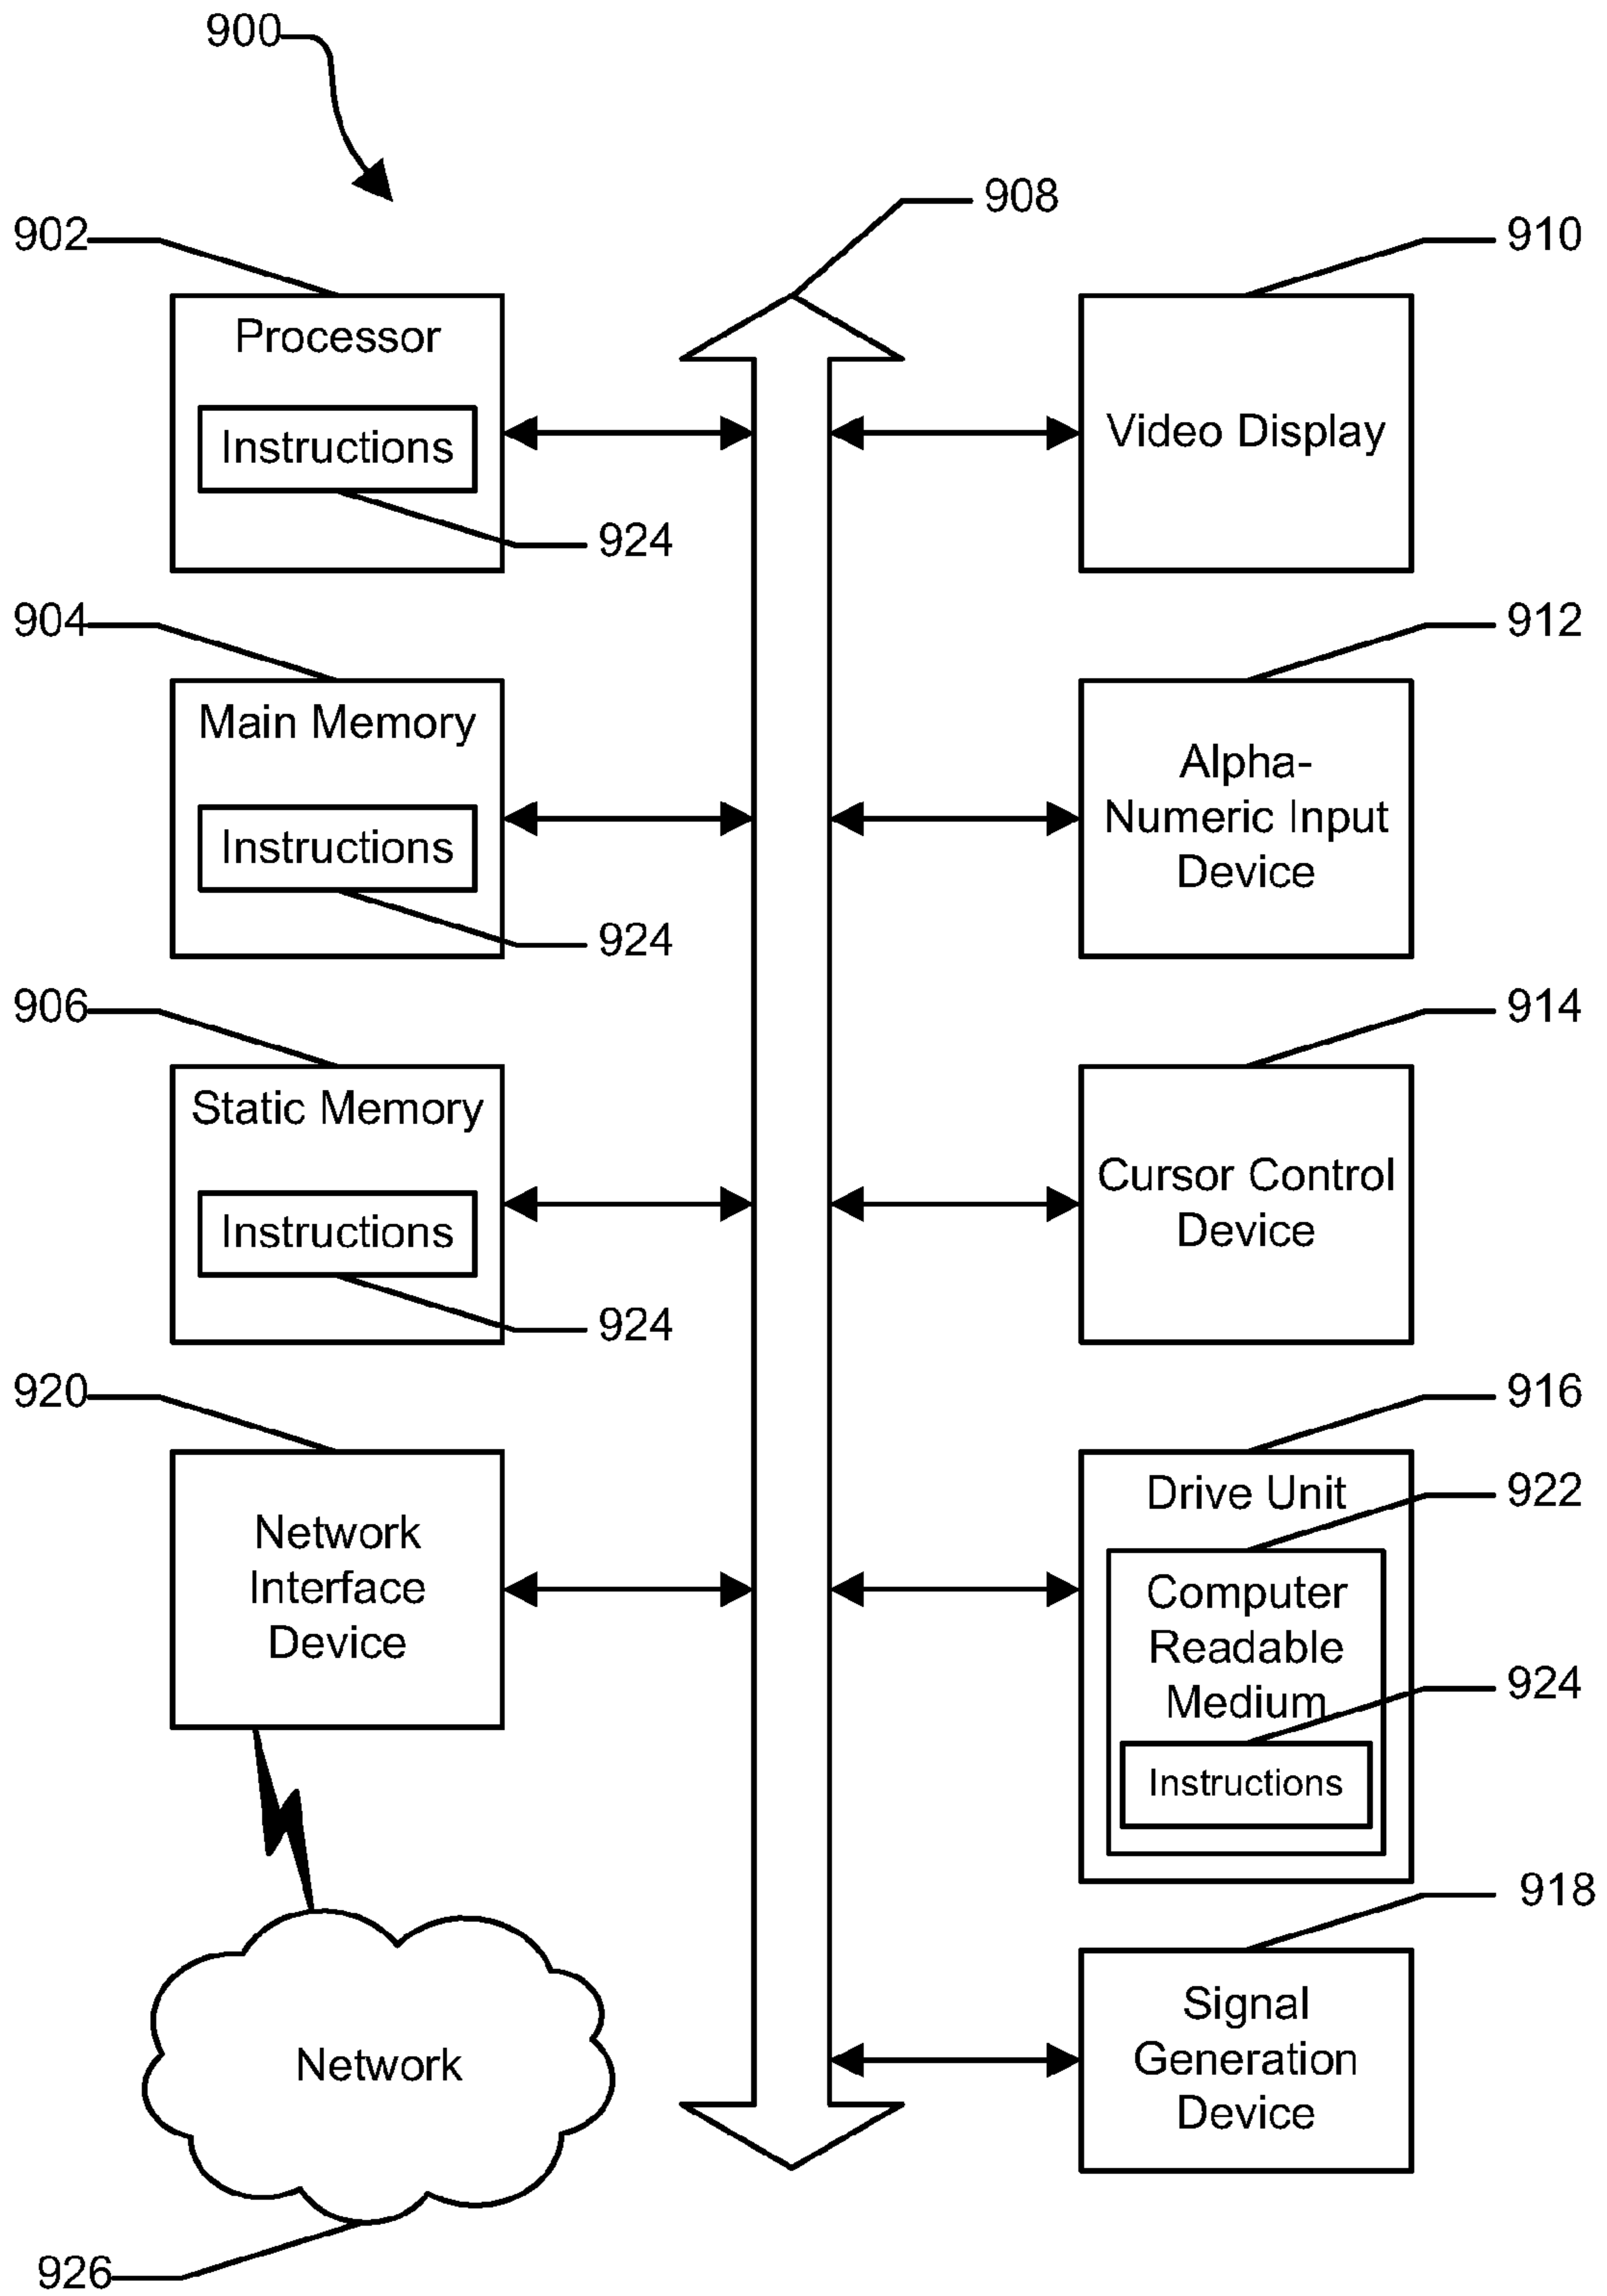 900
908
902
910
Processor
Instructions
Video Display
924
904
912
Main Memory
Instructions
Alpha-
Numeric Input
Device
924
906
914
Static Memory
Instructions
Cursor Control
Device
924
920
916
Network
Interface
Device
Drive Unit
922
Computer
Readable
Medium
924
Instructions
918
Signal
Generation
Device
Network
926